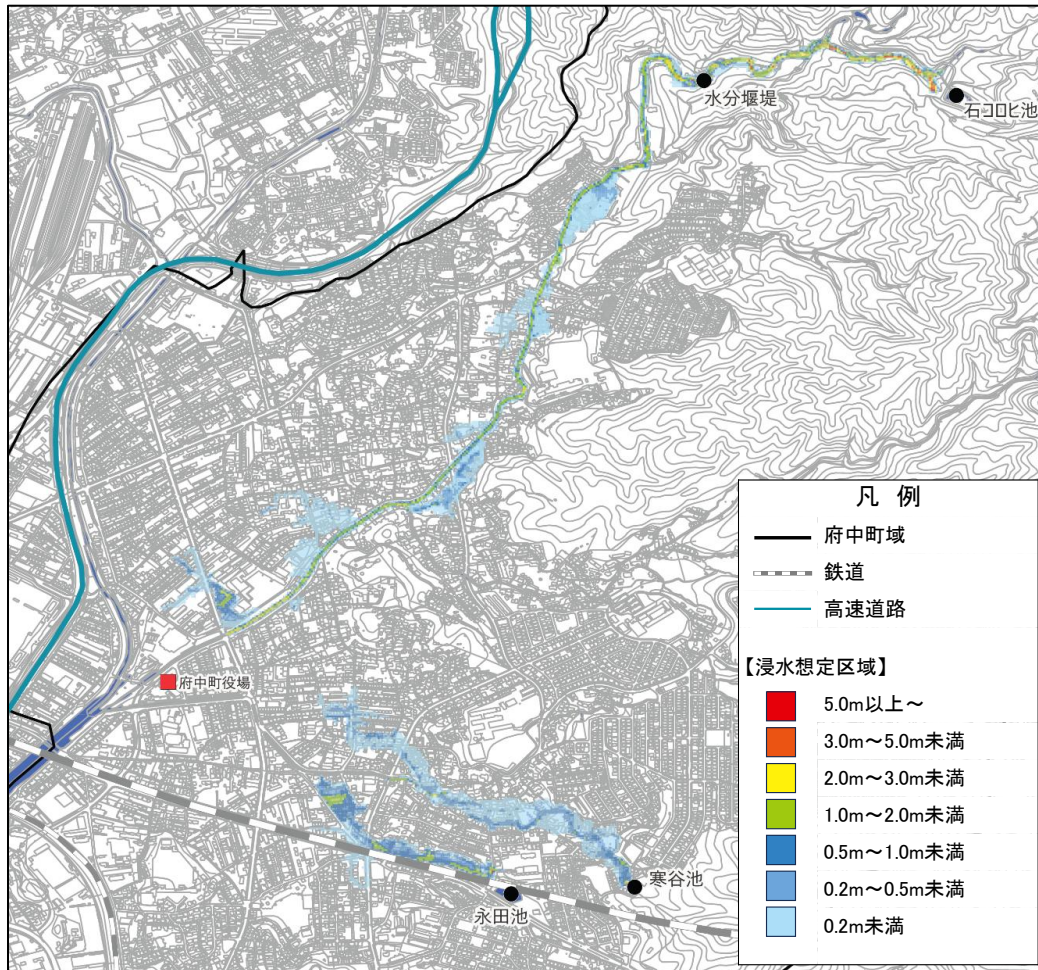 水分堰堤
石コロヒ池
府中町役場
寒谷池
永田池
凡 例
府中町域
鉄道
高速道路
【浸水想定区域】
5.0m以上～
3.0m～5.0m未満
2.0m～3.0m未満
1.0m～2.0m未満
0.5m～1.0m未満
0.2m～0.5m未満
0.2m未満